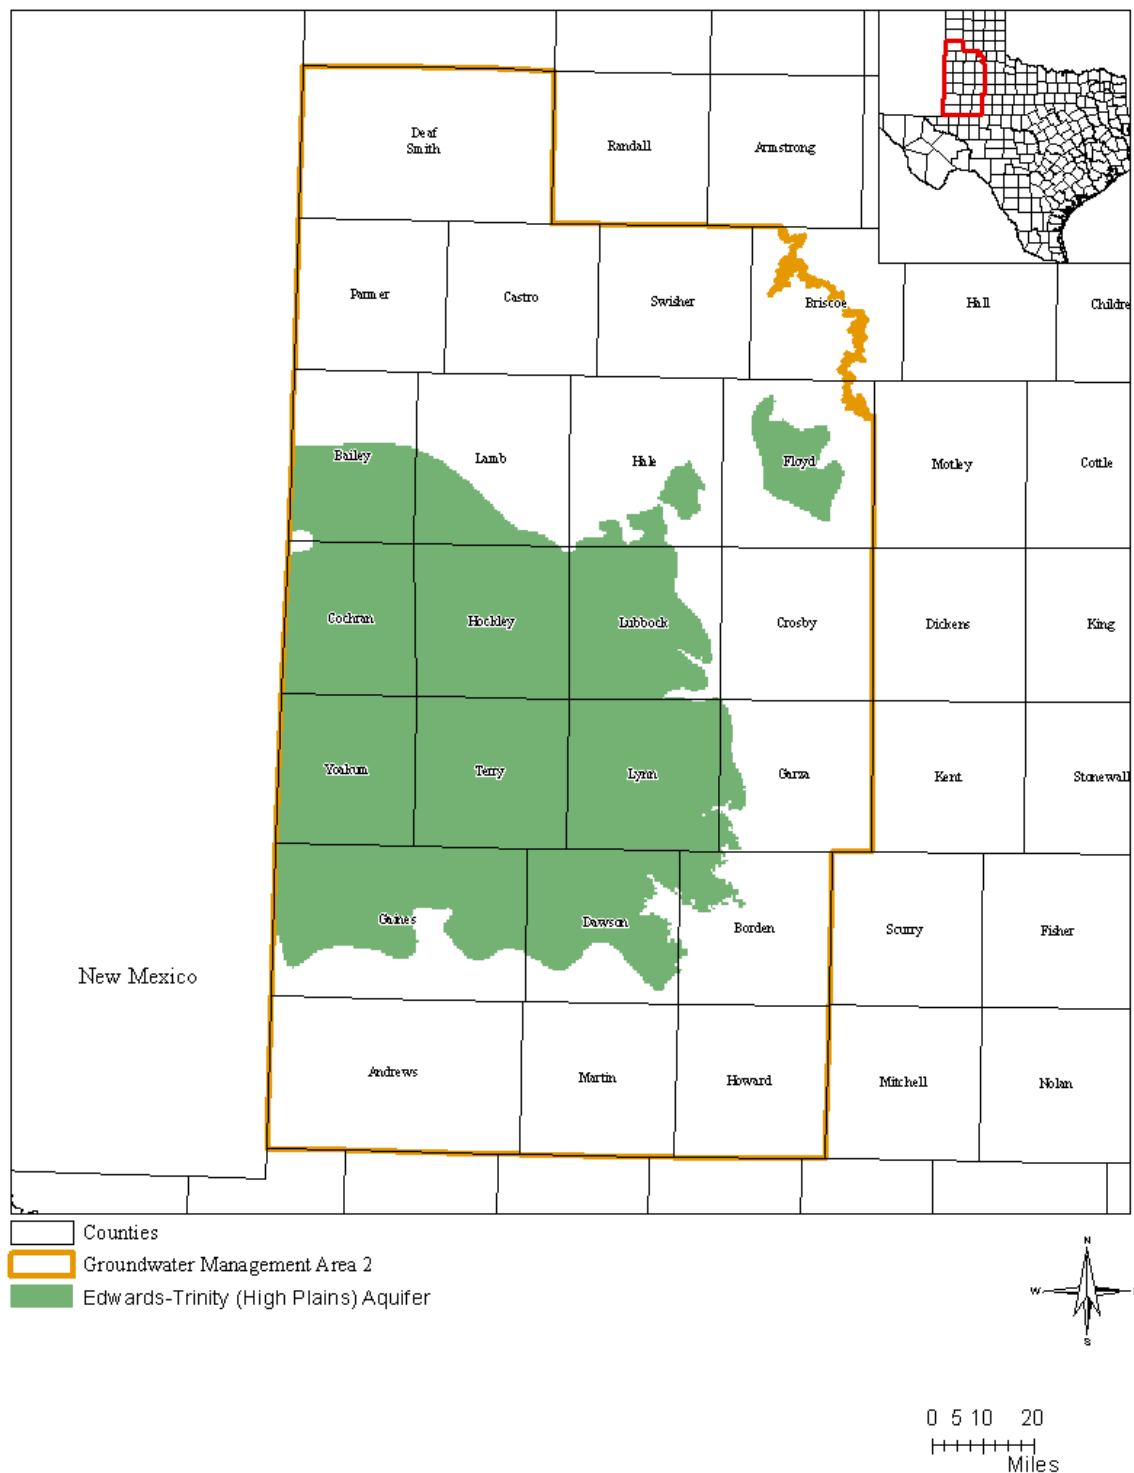 Deaf
Smith
Randall
Armstrong
Parmer
Castro
Swisher
Briscoe
Hall
Childre
Bailey
Lamb
Hale
Floyd
Motley
Cottle
Cochran
Hockley
Lubbock
Crosby
Dickens
King
Yoakum
Terry
Lynn
Garza
Kent
Stonewall
Gaines
Dawson
Borden
Scurry
Fisher
New Mexico
Andrews
Martin
Howard
Mitchell
Nolan
Counties
Groundwater Management Area 2
Edwards-Trinity (High Plains) Aquifer
N
W
S
0 5 10 20
Miles